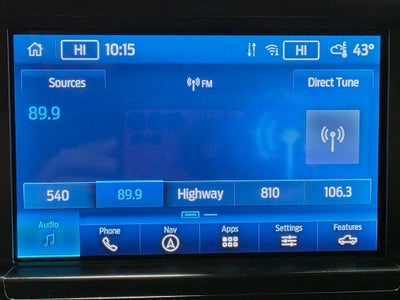 HI 10:15 HI 43°
Sources FM Direct Tune
89.9
540 89.9 Highway 810 106.3
Audio Phone Nav Apps Settings Features